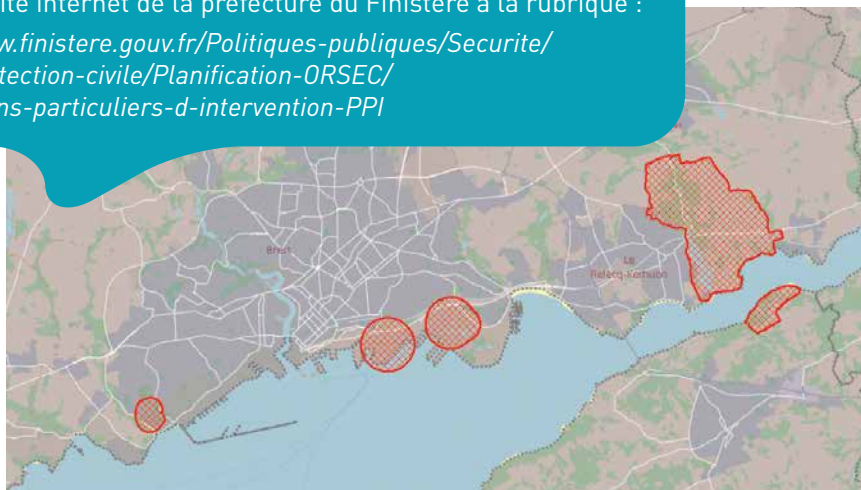 site internet de la préfecture du Finistère à la rubrique :
w.finistere.gouv.fr/Politiques-publiques/Securite/
tection-civile/Planification-ORSEC/
ns-particuliers-d-intervention-PPI
Brest
Le
Relecq-Kerhuon